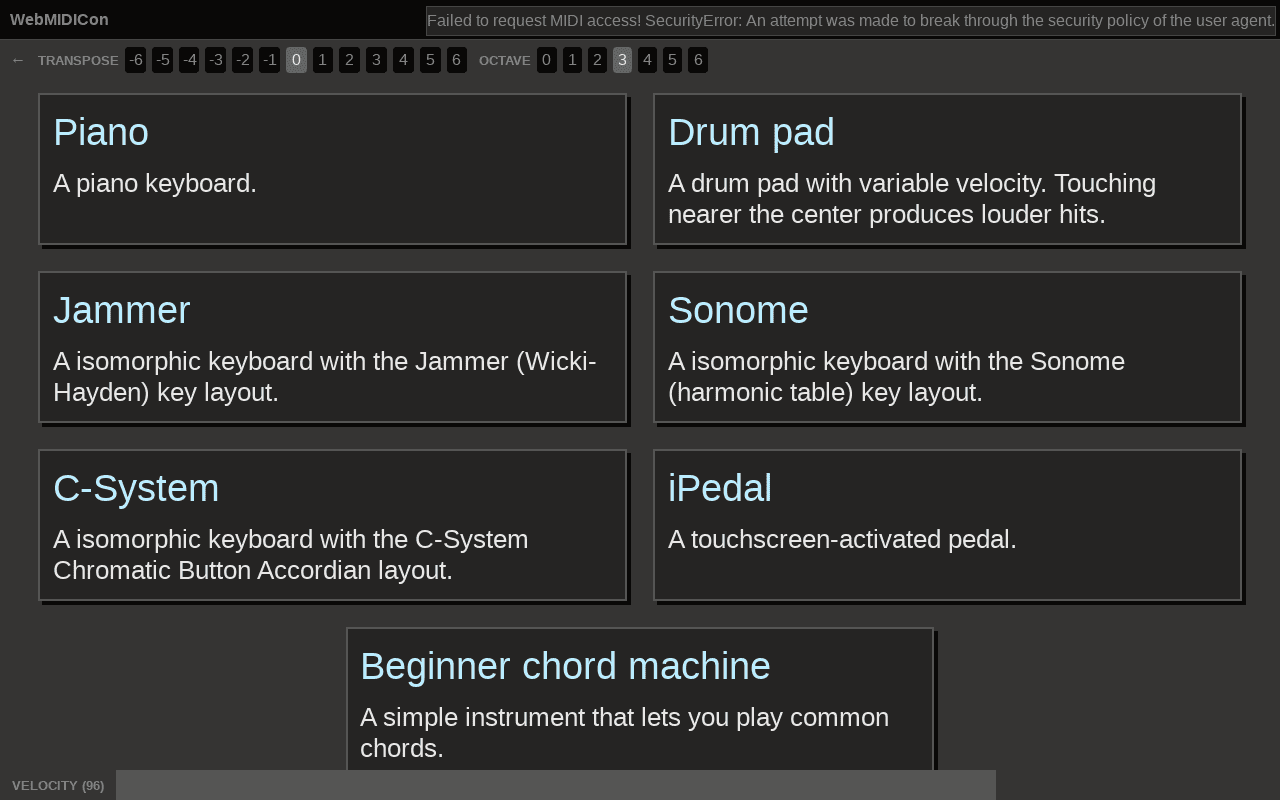 WebMIDICon
Failed to request MIDI access! SecurityError: An attempt was made to break through the security policy of the user agent.
← TRANSPOSE -6 -5 -4 -3 -2 -1 0 1 2 3 4 5 6 OCTAVE 0 1 2 3 4 5 6
Piano
A piano keyboard.
Drum pad
A drum pad with variable velocity. Touching
nearer the center produces louder hits.
Jammer
A isomorphic keyboard with the Jammer (Wicki-
Hayden) key layout.
Sonome
A isomorphic keyboard with the Sonome
(harmonic table) key layout.
C-System
A isomorphic keyboard with the C-System
Chromatic Button Accordian layout.
iPedal
A touchscreen-activated pedal.
Beginner chord machine
A simple instrument that lets you play common
chords.
VELOCITY (96)